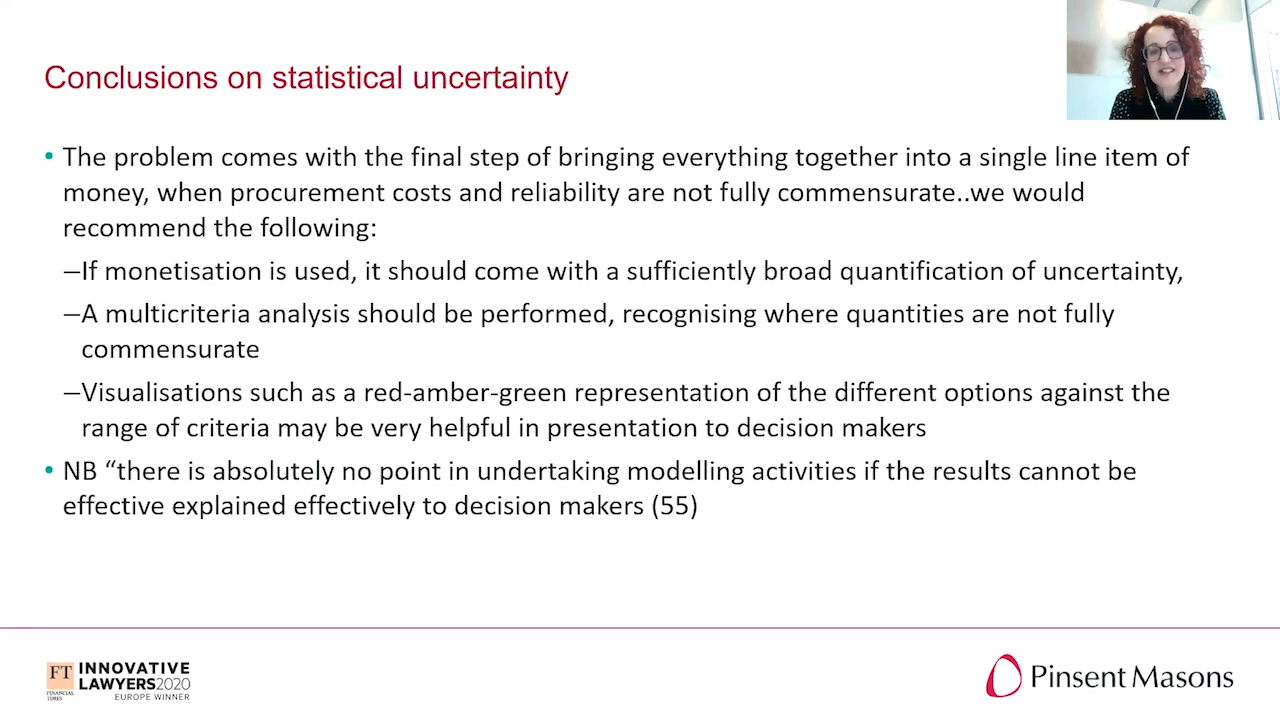 Conclusions on statistical uncertainty
• The problem comes with the final step of bringing everything together into a single line item of
money, when procurement costs and reliability are not fully commensurate..we would
recommend the following:
–If monetisation is used, it should come with a sufficiently broad quantification of uncertainty,
–A multicriteria analysis should be performed, recognising where quantities are not fully
commensurate
–Visualisations such as a red-amber-green representation of the different options against the
range of criteria may be very helpful in presentation to decision makers
• NB “there is absolutely no point in undertaking modelling activities if the results cannot be
effective explained effectively to decision makers (55)
FT
FINANCIAL
TIMES
INNOVATIVE
LAWYERS2020
EUROPE WINNER
Pinsent Masons